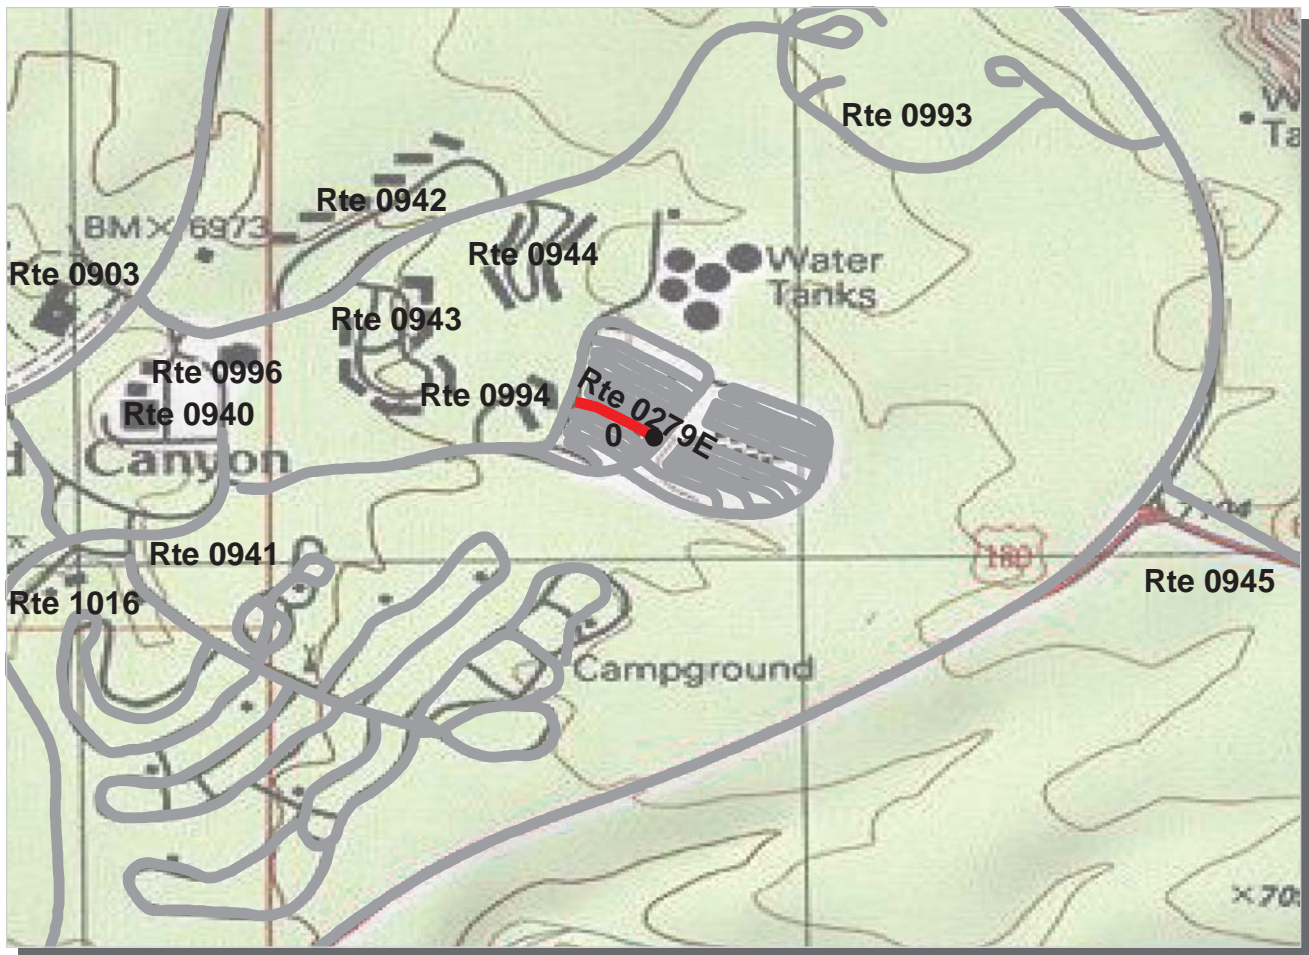 Rte 0993
Rte 0942
BM X 6973
Rte 0944
Water
Tanks
Rte 0903
Rte 0943
Rte 0996
Rte 0994
Rte 0279E
Rte 0940
0
Canyon
Rte 0941
180
Rte 0945
Rte 1016
Campground